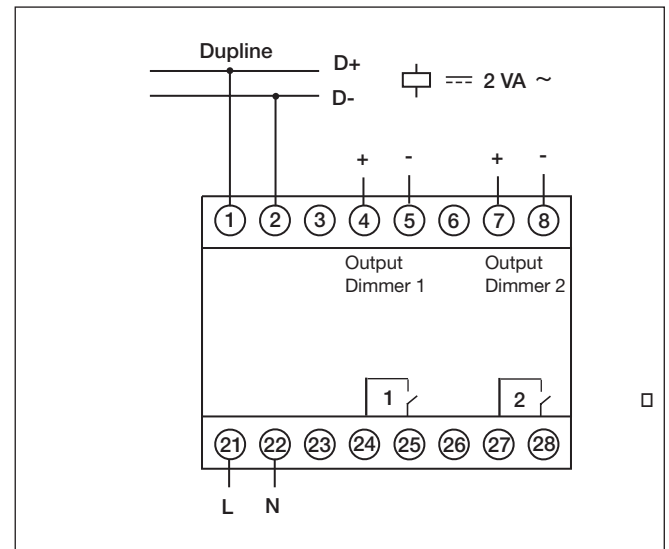 Dupline
D+
D-
⎓ 2 VA ~
+ - + -
1 2 3 4 5 6 7 8
Output Dimmer 1
Output Dimmer 2
1 2
21 22 23 24 25 26 27 28
L N